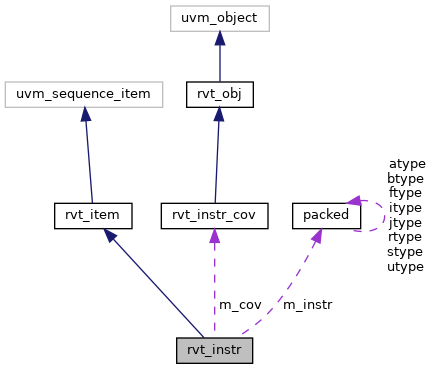 uvm_object
uvm_sequence_item
rvt_obj
rvt_item
rvt_instr_cov
packed
atype
btype
ftype
itype
jtype
rtype
stype
utype
m_cov
m_instr
rvt_instr